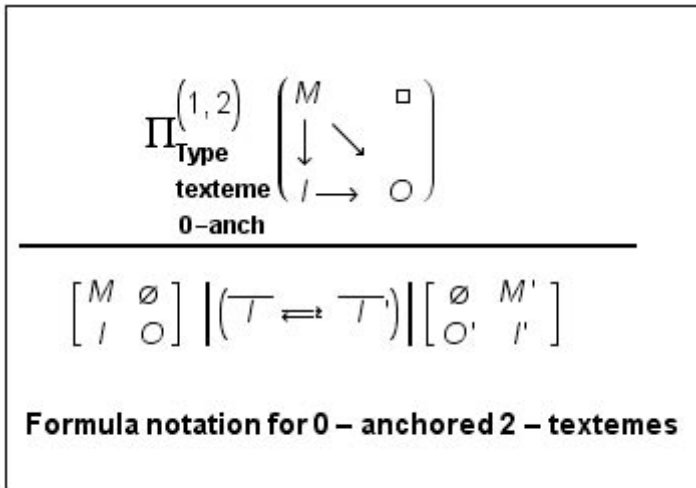 Π (1, 2) Type texteme 0–anch ( M □
↓ ↘
I → O )
[ M ∅ | ( I ⇌ I' ) | [ ∅ M'
I O ] O' I' ]
Formula notation for 0 – anchored 2 – textemes